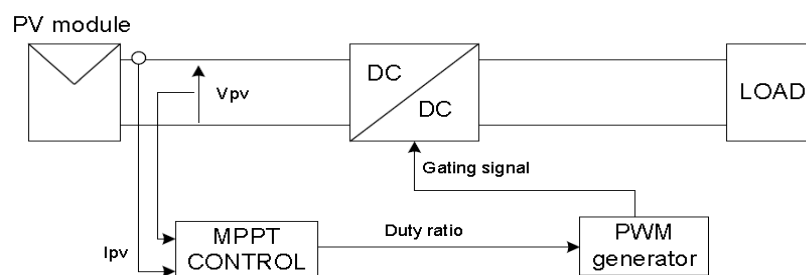 PV module
DC
DC
Vpv
LOAD
Gating signal
Ipv
MPPT
CONTROL
Duty ratio
PWM
generator